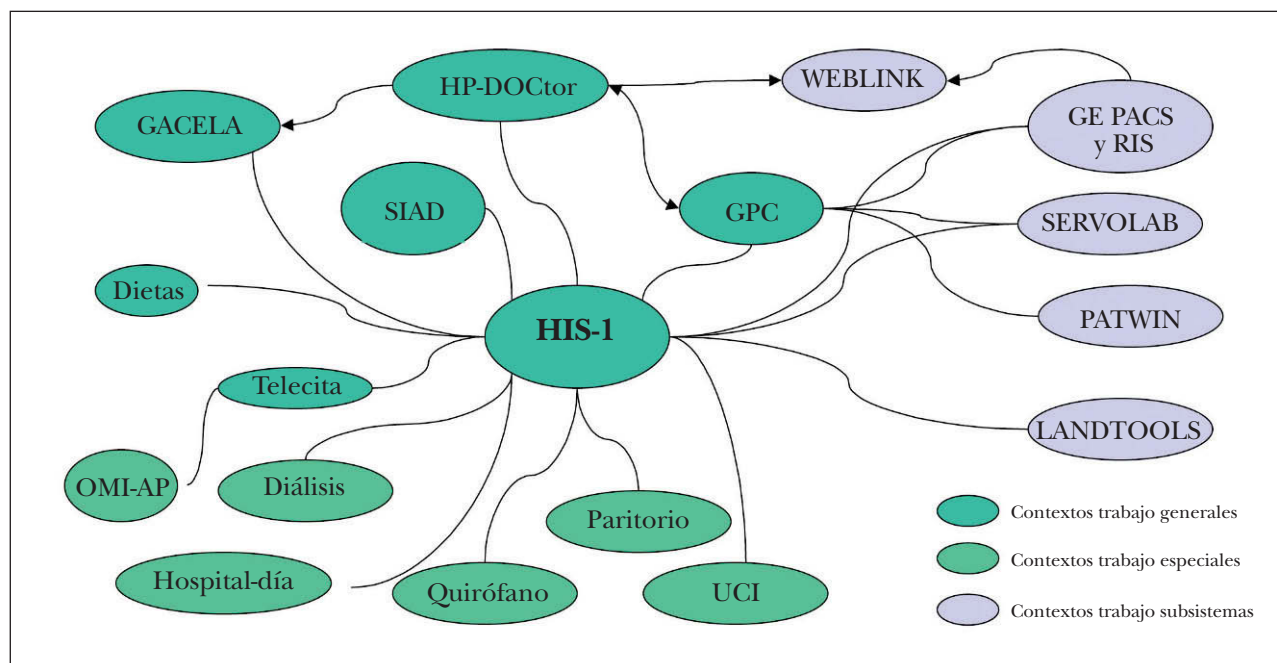 HP-DOCtor
WEBLINK
GACELA
GE PACS
y RIS
SIAD
GPC
SERVOLAB
Dietas
HIS-1
PATWIN
Telecita
LANDTOOLS
OMI-AP
Diálisis
Paritorio
Contextos trabajo generales
Hospital-día
Quirófano
UCI
Contextos trabajo especiales
Contextos trabajo subsistemas